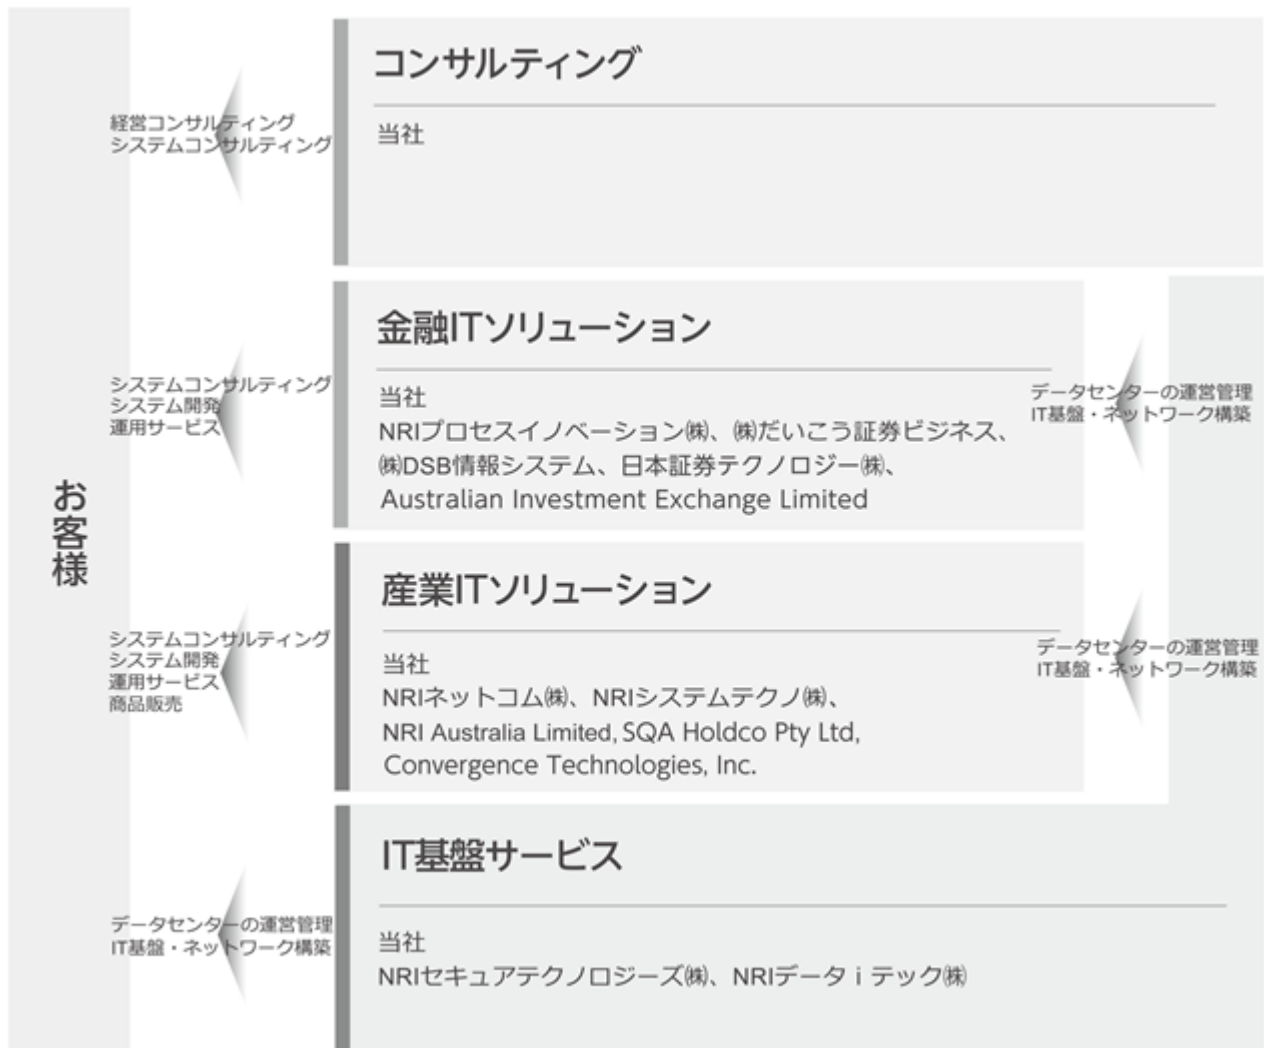 お客様
コンサルティング
当社
経営コンサルティング
システムコンサルティング
金融ITソリューション
当社
NRIプロセスイノベーション㈱、㈱だいこう証券ビジネス、
㈱DSB情報システム、日本証券テクノロジー㈱、
Australian Investment Exchange Limited
システムコンサルティング
システム開発
運用サービス
データセンターの運営管理
IT基盤・ネットワーク構築
産業ITソリューション
当社
NRIネットコム㈱、NRIシステムテクノ㈱、
NRI Australia Limited, SQA Holdco Pty Ltd,
Convergence Technologies, Inc.
システムコンサルティング
システム開発
運用サービス
商品販売
データセンターの運営管理
IT基盤・ネットワーク構築
IT基盤サービス
当社
NRIセキュアテクノロジーズ㈱、NRIデータ i テック㈱
データセンターの運営管理
IT基盤・ネットワーク構築